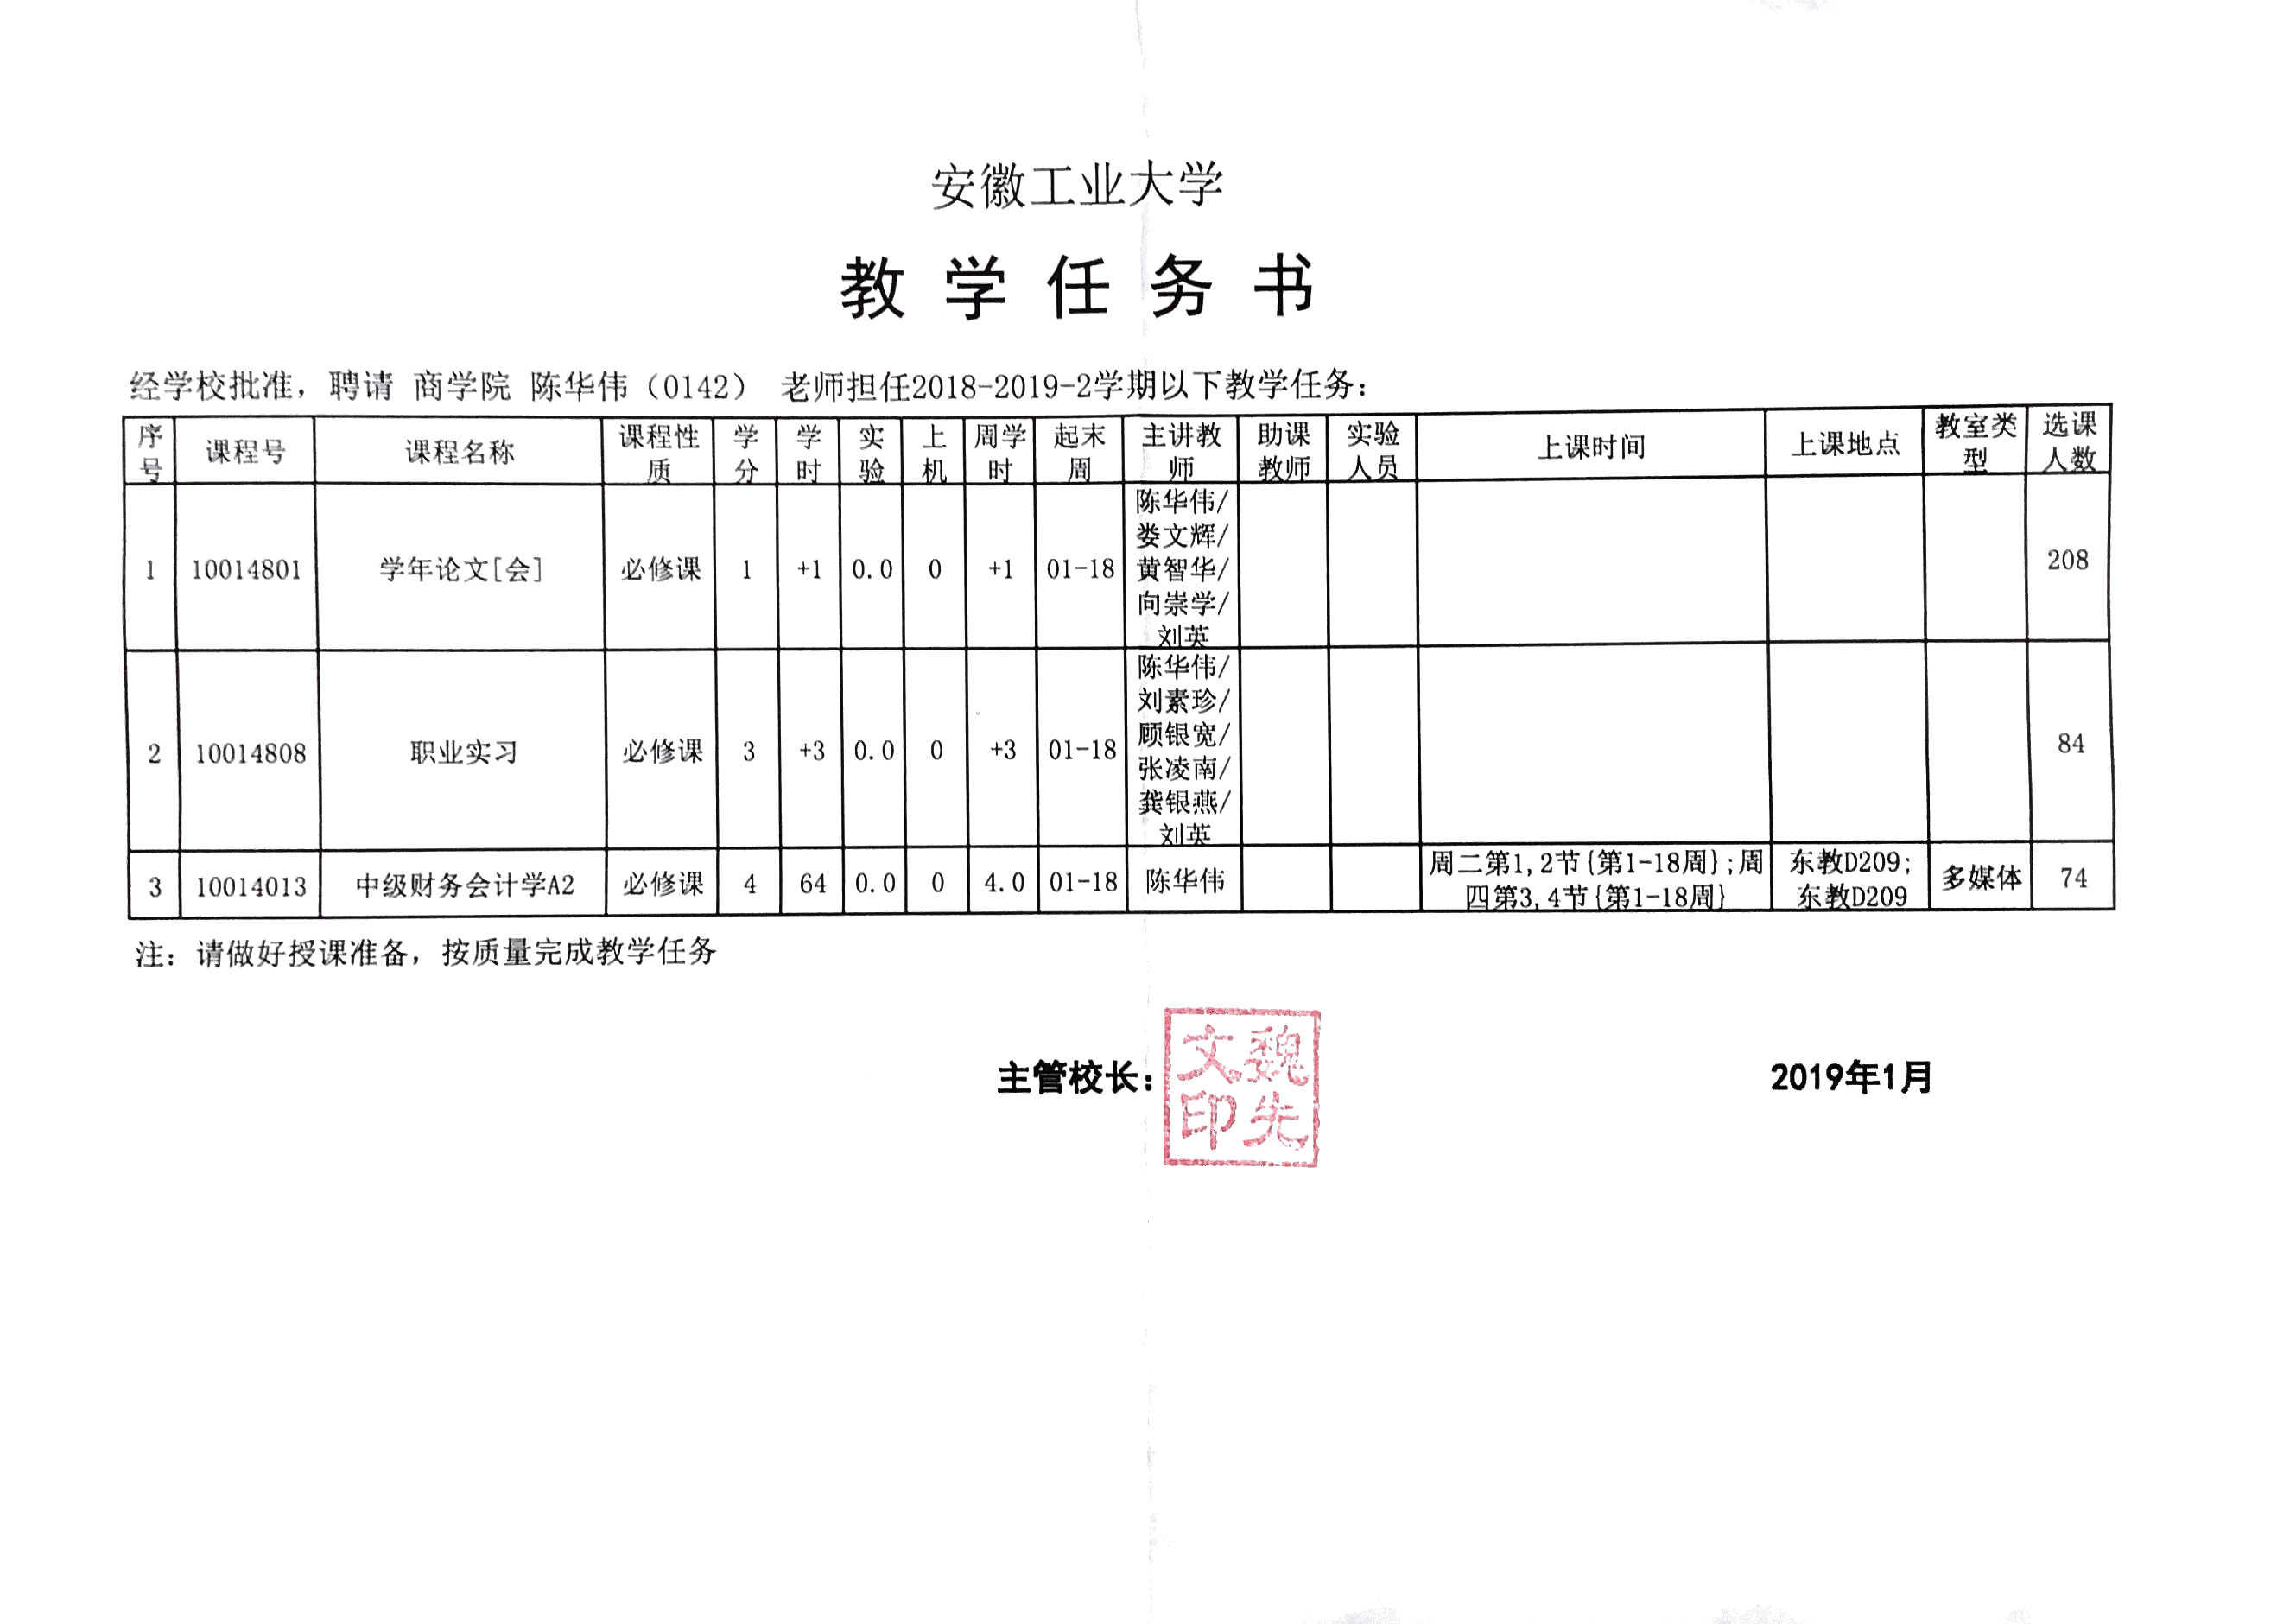 安徽工业大学
教学任务书
经学校批准，聘请 商学院 陈华伟（0142） 老师担任2018-2019-2学期以下教学任务：
序号 课程号 课程名称 课程性质 学分 学时 实验 上机 周学时 起末周 主讲教师 助课教师 实验人员 上课时间 上课地点 教室类型 选课人数
1 10014801 学年论文[会] 必修课 1 +1 0.0 0 +1 01-18 陈华伟/娄文辉/黄智华/向崇学/刘英 208
2 10014808 职业实习 必修课 3 +3 0.0 0 +3 01-18 陈华伟/刘素珍/顾银宽/张凌南/龚银燕/刘英 84
3 10014013 中级财务会计学A2 必修课 4 64 0.0 0 4.0 01-18 陈华伟 周二第1,2节{第1-18周};周四第3,4节{第1-18周} 东教D209;东教D209 多媒体 74
注：请做好授课准备，按质量完成教学任务
主管校长： 魏先文印 2019年1月